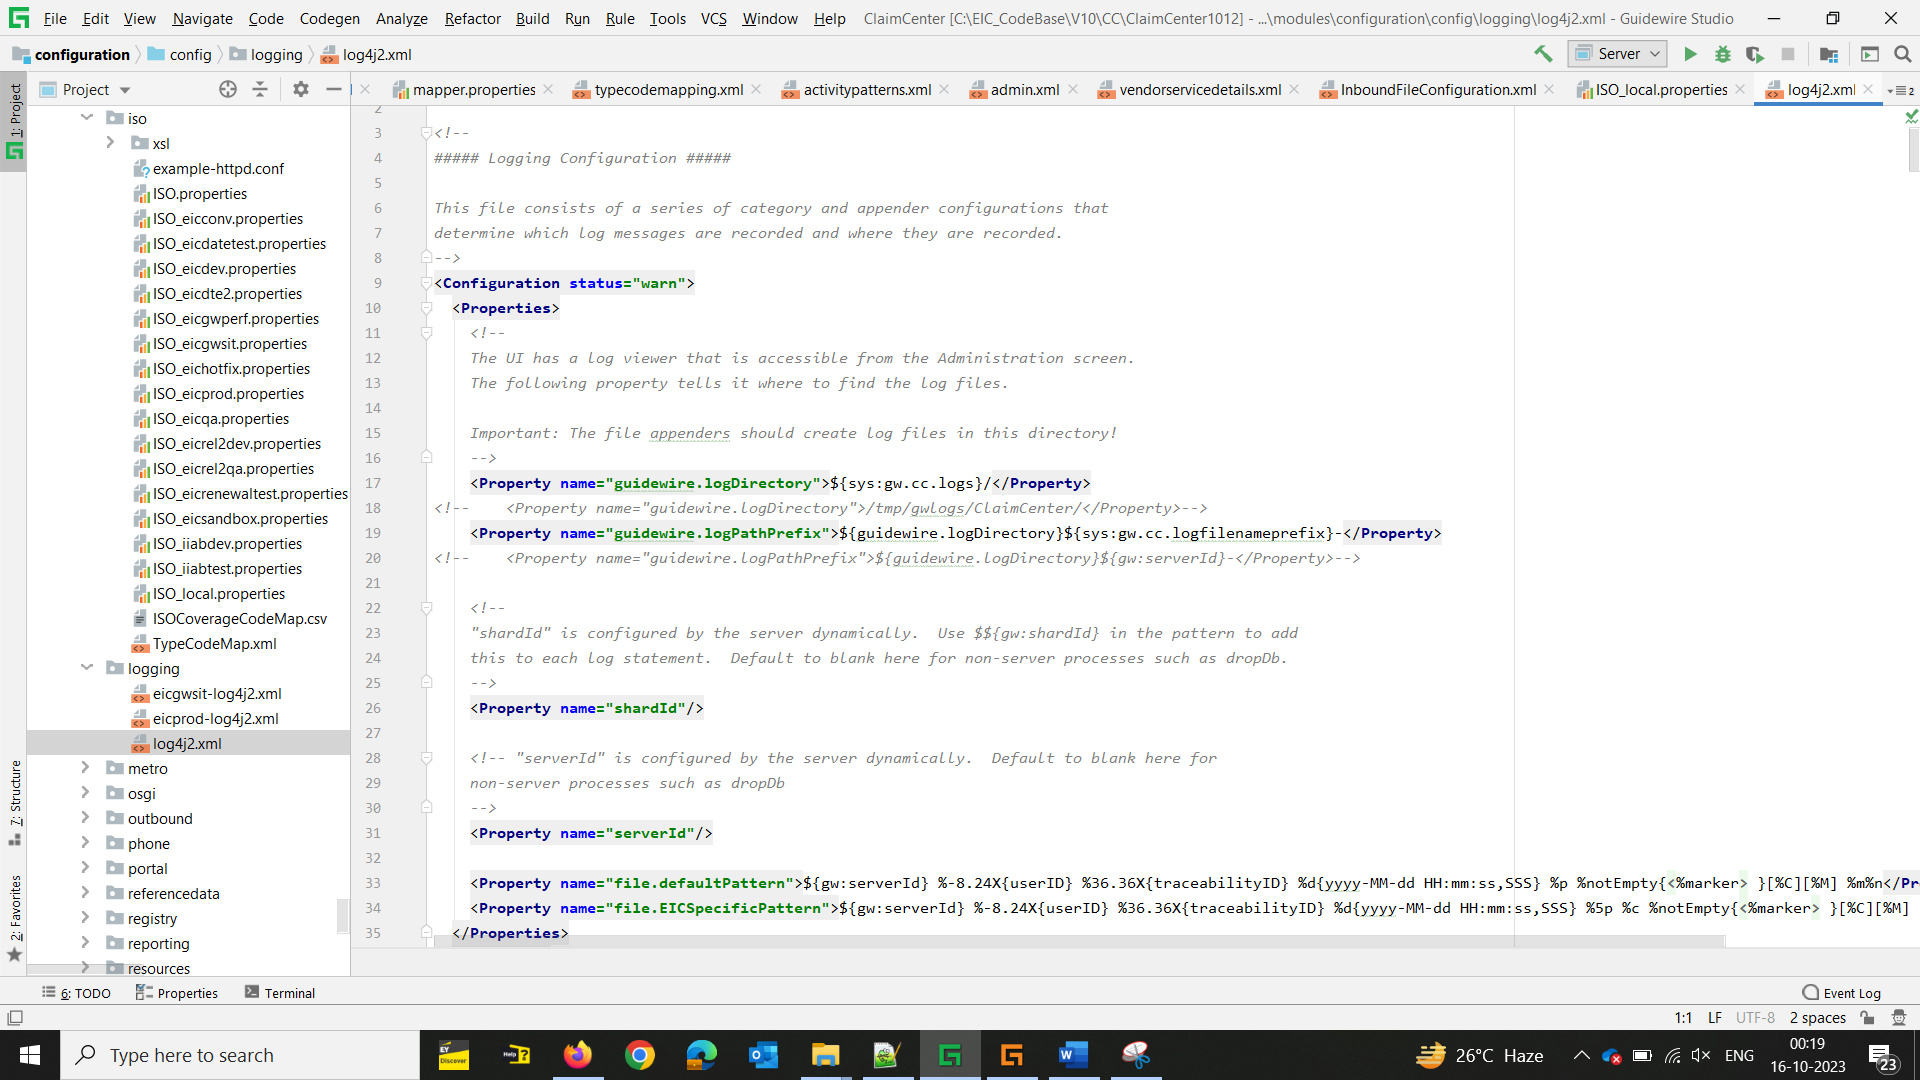 File Edit View Navigate Code Codegen Analyze Refactor Build Run Rule Tools VCS Window Help ClaimCenter [C:\EIC_CodeBase\V10\CC\ClaimCenter1012] - ...\modules\configuration\config\logging\log4j2.xml - Guidewire Studio
configuration config logging log4j2.xml Server
Project mapper.properties typecodemapping.xml activitypatterns.xml admin.xml vendorservicedetails.xml InboundFileConfiguration.xml ISO_local.properties log4j2.xml 2
1: Project
7: Structure
2: Favorites
iso
xsl
example-httpd.conf
ISO.properties
ISO_eicconv.properties
ISO_eicdatetest.properties
ISO_eicdev.properties
ISO_eicdte2.properties
ISO_eicgwperf.properties
ISO_eicgwsit.properties
ISO_eichotfix.properties
ISO_eicprod.properties
ISO_eicqa.properties
ISO_eicrel2dev.properties
ISO_eicrel2qa.properties
ISO_eicrenewaltest.properties
ISO_eicsandbox.properties
ISO_iiabdev.properties
ISO_iiabtest.properties
ISO_local.properties
ISOCoverageCodeMap.csv
TypeCodeMap.xml
logging
eicgwsit-log4j2.xml
eicprod-log4j2.xml
log4j2.xml
metro
osgi
outbound
phone
portal
referencedata
registry
reporting
resources
2
3 <!--
4 ##### Logging Configuration #####
5
6 This file consists of a series of category and appender configurations that
7 determine which log messages are recorded and where they are recorded.
8 -->
9 <Configuration status="warn">
10 <Properties>
11 <!--
12 The UI has a log viewer that is accessible from the Administration screen.
13 The following property tells it where to find the log files.
14
15 Important: The file appenders should create log files in this directory!
16 -->
17 <Property name="guidewire.logDirectory">${sys:gw.cc.logs}/</Property>
18 <!-- <Property name="guidewire.logDirectory">/tmp/gwlogs/ClaimCenter/</Property>-->
19 <Property name="guidewire.logPathPrefix">${guidewire.logDirectory}${sys:gw.cc.logfilenameprefix}-</Property>
20 <!-- <Property name="guidewire.logPathPrefix">${guidewire.logDirectory}${gw:serverId}-</Property>-->
21
22 <!--
23 "shardId" is configured by the server dynamically. Use $${gw:shardId} in the pattern to add
24 this to each log statement. Default to blank here for non-server processes such as dropDb.
25 -->
26 <Property name="shardId"/>
27
28 <!-- "serverId" is configured by the server dynamically. Default to blank here for
29 non-server processes such as dropDb
30 -->
31 <Property name="serverId"/>
32
33 <Property name="file.defaultPattern">${gw:serverId} %-8.24X{userID} %36.36X{traceabilityID} %d{yyyy-MM-dd HH:mm:ss,SSS} %p %notEmpty{<%marker> }[%C][%M] %m%n</Pr
34 <Property name="file.EICSpecificPattern">${gw:serverId} %-8.24X{userID} %36.36X{traceabilityID} %d{yyyy-MM-dd HH:mm:ss,SSS} %5p %c %notEmpty{<%marker> }[%C][%M]
35 </Properties>
6: TODO Properties Terminal Event Log
1:1 LF UTF-8 2 spaces
Type here to search EY Discover Help ? 26°C Haze ENG 00:19
16-10-2023 23